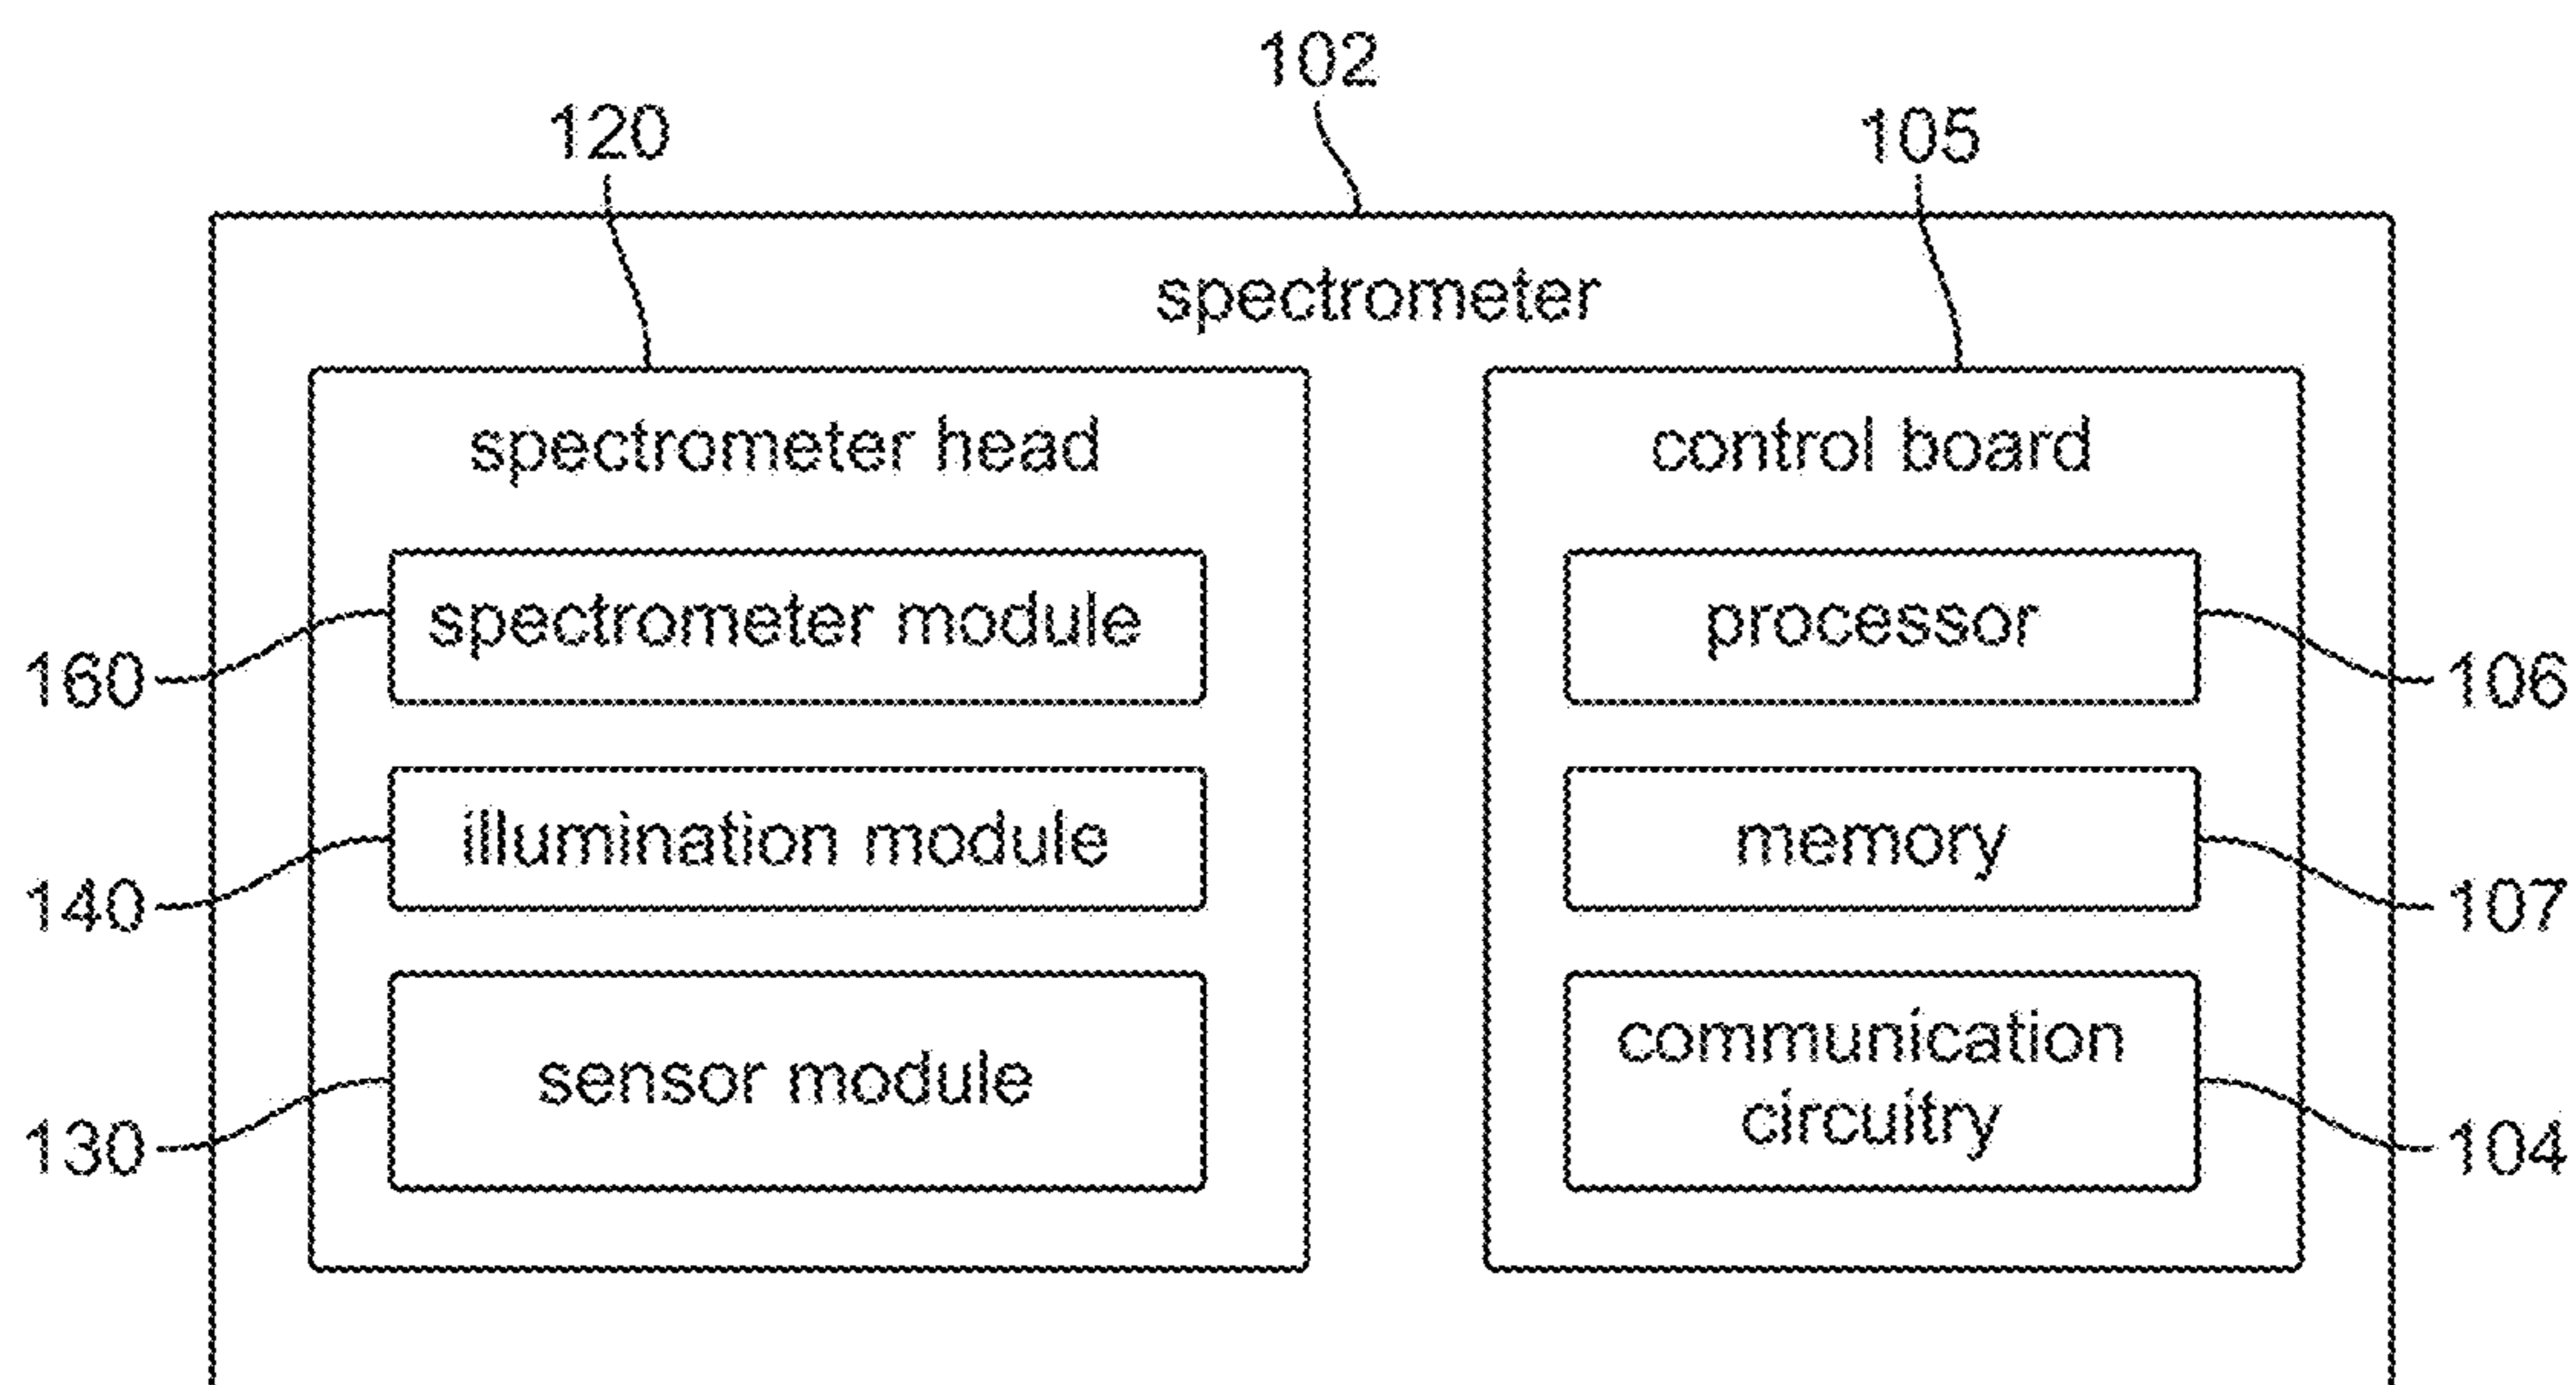 102
120
105
spectrometer
spectrometer head
control board
spectrometer module
processor
160
106
illumination module
memory
140
107
sensor module
communication
circuitry
130
104